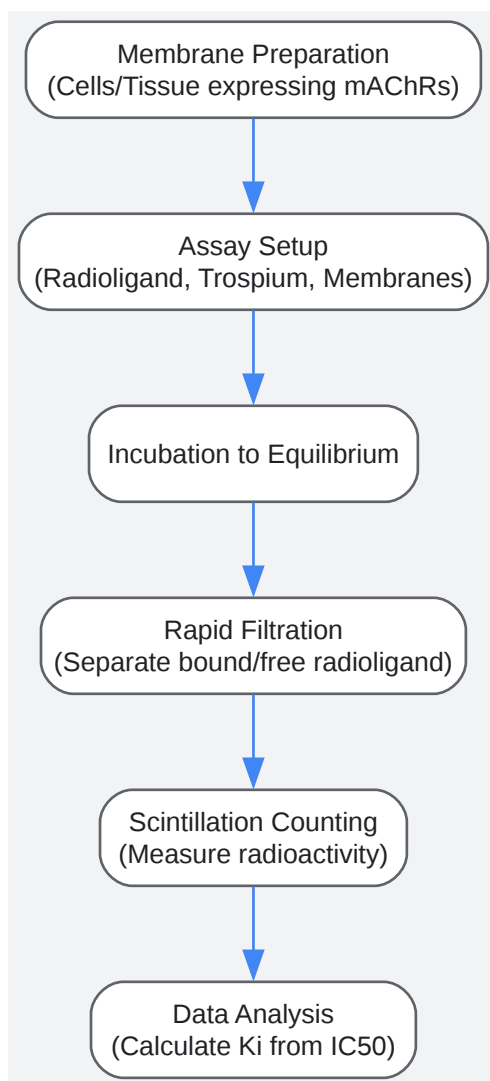 Membrane Preparation
(Cells/Tissue expressing mAChRs)
Assay Setup
(Radioligand, Trospium, Membranes)
Incubation to Equilibrium
Rapid Filtration
(Separate bound/free radioligand)
Scintillation Counting
(Measure radioactivity)
Data Analysis
(Calculate Ki from IC50)